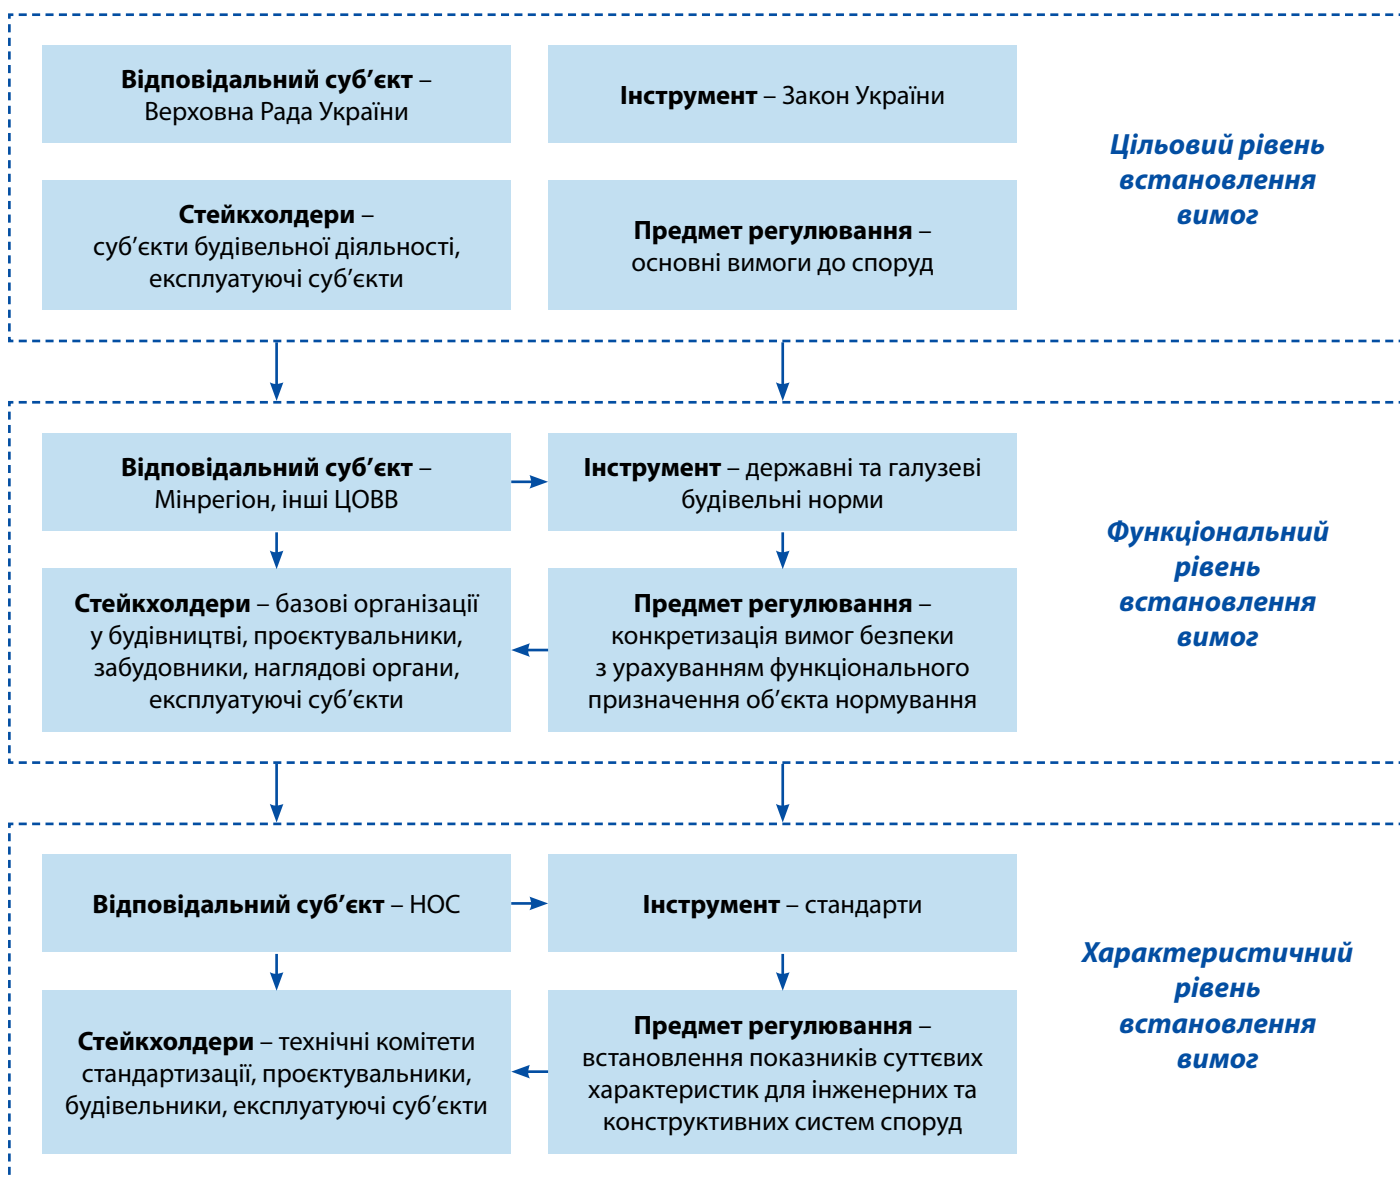 Відповідальний суб’єкт –
Верховна Рада України
Інструмент – Закон України
Стейкхолдери –
суб’єкти будівельної діяльності,
експлуатуючі суб’єкти
Предмет регулювання –
основні вимоги до споруд
Цільовий рівень
встановлення
вимог
Відповідальний суб’єкт –
Мінрегіон, інші ЦОВВ
Інструмент – державні та галузеві
будівельні норми
Стейкхолдери – базові організації
у будівництві, проєктувальники,
забудовники, наглядові органи,
експлуатуючі суб’єкти
Предмет регулювання –
конкретизація вимог безпеки
з урахуванням функціонального
призначення об’єкта нормування
Функціональний
рівень
встановлення
вимог
Відповідальний суб’єкт – НОС
Інструмент – стандарти
Стейкхолдери – технічні комітети
стандартизації, проєктувальники,
будівельники, експлуатуючі суб’єкти
Предмет регулювання –
встановлення показників суттєвих
характеристик для інженерних та
конструктивних систем споруд
Характеристичний
рівень
встановлення
вимог